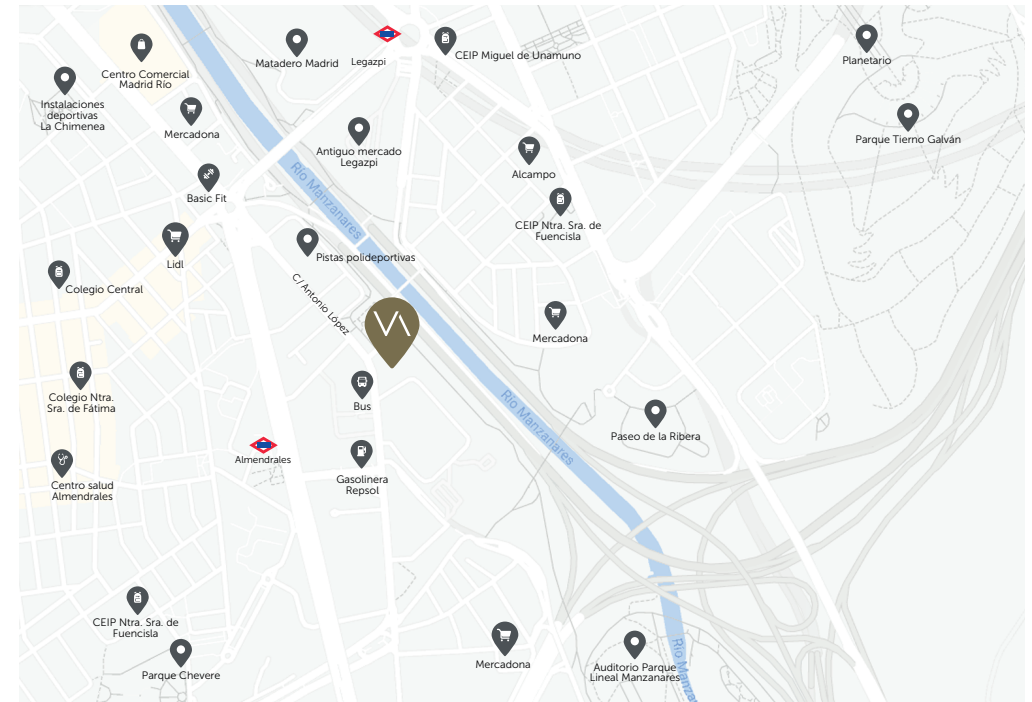 Legazpi
CEIP Miguel de Unamuno
Matadero Madrid
Planetario
Centro Comercial
Madrid Río
Instalaciones
deportivas
La Chimenea
Mercadona
Parque Tierno Galván
Antiguo mercado
Legazpi
Alcampo
Río Manzanares
Basic Fit
CEIP Ntra. Sra. de
Fuencisla
Lidl
Pistas polideportivas
Colegio Central
C/ Antonio López
VA
Mercadona
Colegio Ntra.
Sra. de Fátima
Bus
Río Manzanares
Paseo de la Ribera
Almendrales
Gasolinera
Repsol
Centro salud
Almendrales
CEIP Ntra. Sra. de
Fuencisla
Parque Chevere
Mercadona
Auditorio Parque
Lineal Manzanares
Río Manzana